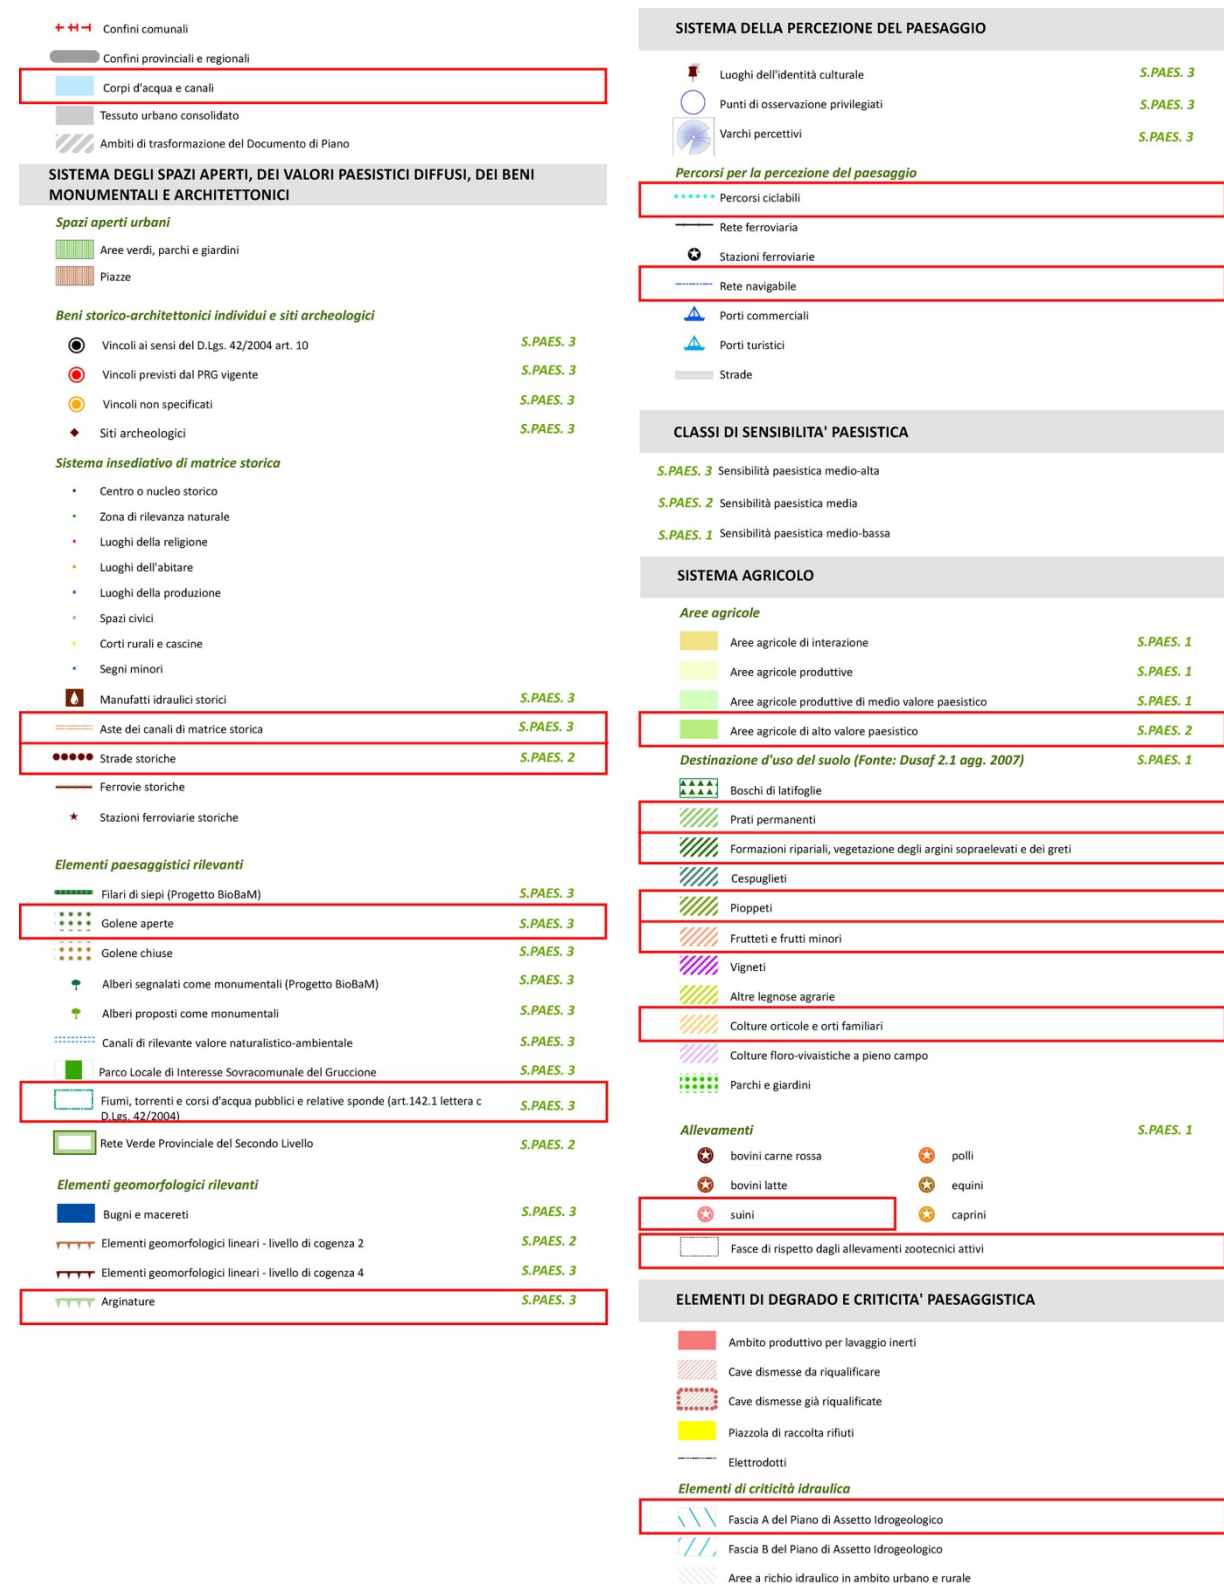 Confini comunali
Confini provinciali e regionali
Corpi d'acqua e canali
Tessuto urbano consolidato
Ambiti di trasformazione del Documento di Piano
SISTEMA DEGLI SPAZI APERTI, DEI VALORI PAESISTICI DIFFUSI, DEI BENI
MONUMENTALI E ARCHITETTONICI
Spazi aperti urbani
Aree verdi, parchi e giardini
Piazze
Beni storico-architettonici individui e siti archeologici
Vincoli ai sensi del D.Lgs. 42/2004 art. 10 S.PAES. 3
Vincoli previsti dal PRG vigente S.PAES. 3
Vincoli non specificati S.PAES. 3
Siti archeologici S.PAES. 3
Sistema insediativo di matrice storica
Centro o nucleo storico
Zona di rilevanza naturale
Luoghi della religione
Luoghi dell'abitare
Luoghi della produzione
Spazi civici
Corti rurali e cascine
Segni minori
Manufatti idraulici storici S.PAES. 3
Aste dei canali di matrice storica S.PAES. 3
Strade storiche S.PAES. 2
Ferrovie storiche
Stazioni ferroviarie storiche
Elementi paesaggistici rilevanti
Filari di siepi (Progetto BioBaM) S.PAES. 3
Golene aperte S.PAES. 3
Golene chiuse S.PAES. 3
Alberi segnalati come monumentali (Progetto BioBaM) S.PAES. 3
Alberi proposti come monumentali S.PAES. 3
Canali di rilevante valore naturalistico-ambientale S.PAES. 3
Parco Locale di Interesse Sovracomunale del Gruccione S.PAES. 3
Fiumi, torrenti e corsi d'acqua pubblici e relative sponde (art.142.1 lettera c S.PAES. 3
D.Lgs. 42/2004)
Rete Verde Provinciale del Secondo Livello S.PAES. 2
Elementi geomorfologici rilevanti
Bugni e macereti S.PAES. 3
Elementi geomorfologici lineari - livello di cogenza 2 S.PAES. 2
Elementi geomorfologici lineari - livello di cogenza 4 S.PAES. 3
Arginature S.PAES. 3
SISTEMA DELLA PERCEZIONE DEL PAESAGGIO
Luoghi dell'identità culturale S.PAES. 3
Punti di osservazione privilegiati S.PAES. 3
Varchi percettivi S.PAES. 3
Percorsi per la percezione del paesaggio
Percorsi ciclabili
Rete ferroviaria
Stazioni ferroviarie
Rete navigabile
Porti commerciali
Porti turistici
Strade
CLASSI DI SENSIBILITA' PAESISTICA
S.PAES. 3 Sensibilità paesistica medio-alta
S.PAES. 2 Sensibilità paesistica media
S.PAES. 1 Sensibilità paesistica medio-bassa
SISTEMA AGRICOLO
Aree agricole
Aree agricole di interazione S.PAES. 1
Aree agricole produttive S.PAES. 1
Aree agricole produttive di medio valore paesistico S.PAES. 1
Aree agricole di alto valore paesistico S.PAES. 2
Destinazione d'uso del suolo (Fonte: Dusaf 2.1 agg. 2007) S.PAES. 1
Boschi di latifoglie
Prati permanenti
Formazioni ripariali, vegetazione degli argini sopraelevati e dei greti
Cespuglieti
Pioppeti
Frutteti e frutti minori
Vigneti
Altre legnose agrarie
Colture orticole e orti familiari
Colture floro-vivaistiche a pieno campo
Parchi e giardini
Allevamenti S.PAES. 1
bovini carne rossa polli
bovini latte equini
suini caprini
Fasce di rispetto dagli allevamenti zootecnici attivi
ELEMENTI DI DEGRADO E CRITICITA' PAESAGGISTICA
Ambito produttivo per lavaggio inerti
Cave dismesse da riqualificare
Cave dismesse già riqualificate
Piazzola di raccolta rifiuti
Elettrodotti
Elementi di criticità idraulica
Fascia A del Piano di Assetto Idrogeologico
Fascia B del Piano di Assetto Idrogeologico
Aree a richio idraulico in ambito urbano e rurale